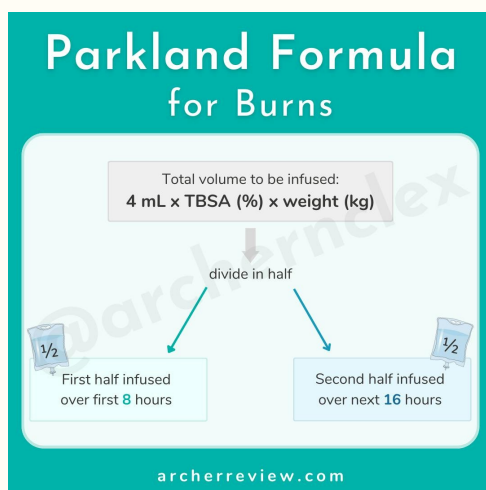 Parkland Formula
for Burns
Total volume to be infused:
4 mL x TBSA (%) x weight (kg)
divide in half
½
First half infused
over first 8 hours
½
Second half infused
over next 16 hours
@archernclex
archerreview.com